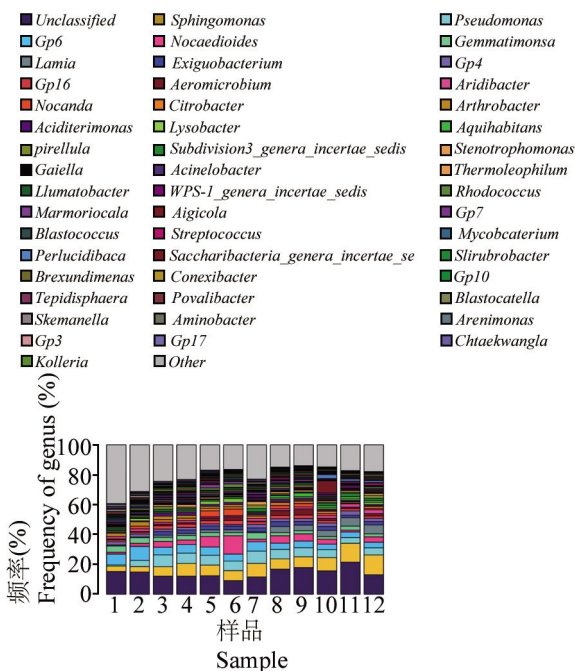 Unclassified
Gp6
Lamia
Gp16
Nocanda
Aciditerimonas
pirellula
Gaiella
Llumatobacter
Marmoriocala
Blastococcus
Perlucidibaca
Brexundimenas
Tepidisphaera
Skemanella
Gp3
Kolleria
Sphingomonas
Nocaedioides
Exiguobacterium
Aeromicrobium
Citrobacter
Lysobacter
Subdivision3_genera_incertae_sedis
Acinelobacter
WPS-1_genera_incertae_sedis
Aigicola
Streptococcus
Saccharibacteria_genera_incertae_se
Conexibacter
Povalibacter
Aminobacter
Gp17
Other
Pseudomonas
Gemmatimonsa
Gp4
Aridibacter
Arthrobacter
Aquihabitans
Stenotrophomonas
Thermoleophilum
Rhodococcus
Gp7
Mycobcaterium
Slirubrobacter
Gp10
Blastocatella
Arenimonas
Chtaekwangla
频率(%)
Frequency of genus (%)
100
80
60
40
20
0
1 2 3 4 5 6 7 8 9 10 11 12
样品
Sample